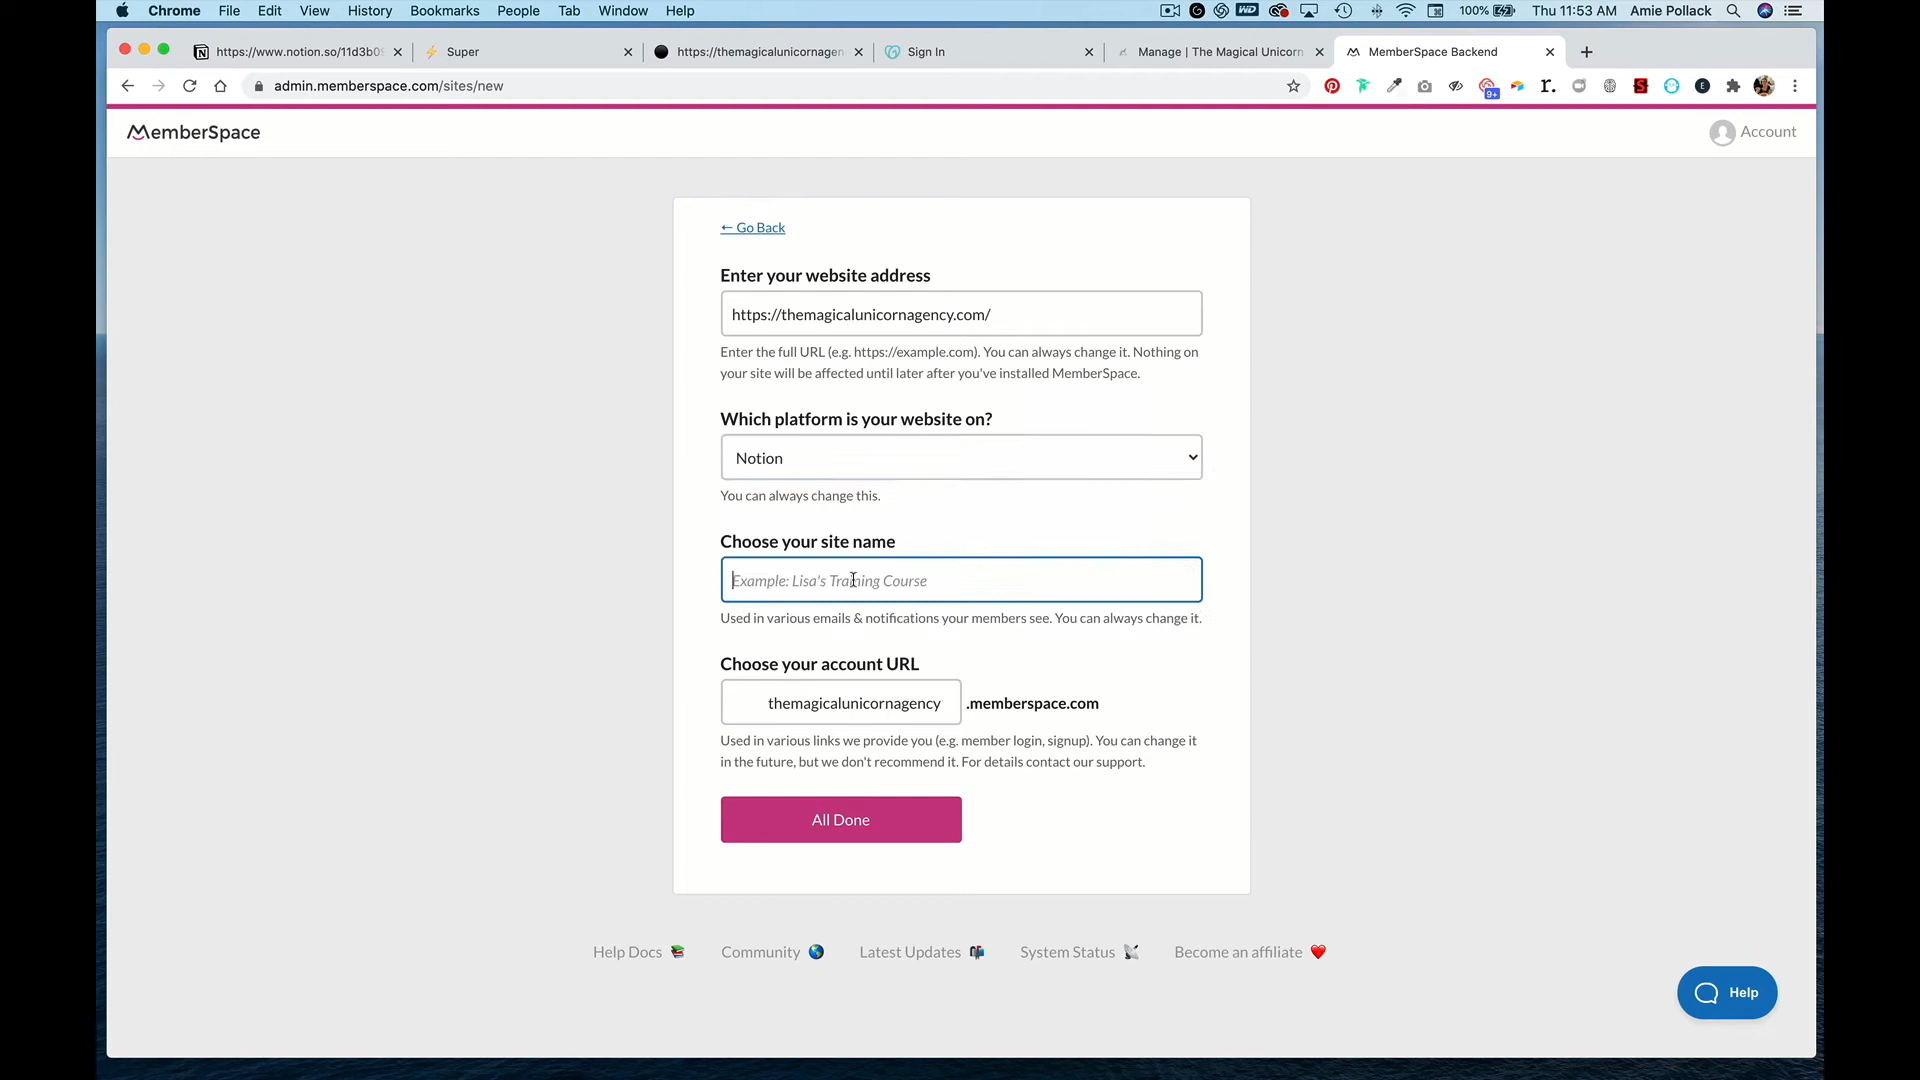 Chrome File Edit View History Bookmarks People Tab Window Help 100% Thu 11:53 AM Amie Pollack
https://www.notion.so/11d3b09 Super https://themagicalunicornagen Sign In Manage | The Magical Unicorn MemberSpace Backend
admin.memberspace.com/sites/new 9+
MemberSpace Account
← Go Back
Enter your website address
https://themagicalunicornagency.com/
Enter the full URL (e.g. https://example.com). You can always change it. Nothing on
your site will be affected until later after you've installed MemberSpace.
Which platform is your website on?
Notion
You can always change this.
Choose your site name
Example: Lisa's Training Course
Used in various emails & notifications your members see. You can always change it.
Choose your account URL
themagicalunicornagency .memberspace.com
Used in various links we provide you (e.g. member login, signup). You can change it
in the future, but we don't recommend it. For details contact our support.
All Done
Help Docs Community Latest Updates System Status Become an affiliate
Help